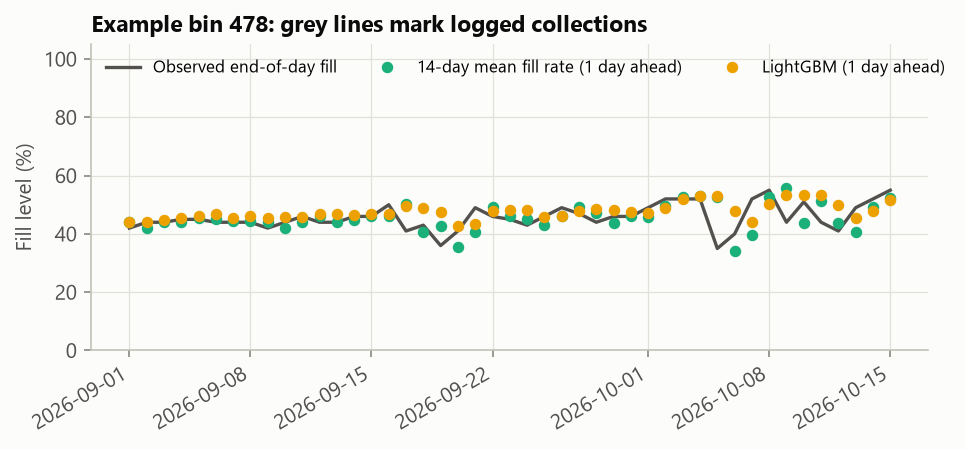 Example bin 478: grey lines mark logged collections
Observed end-of-day fill
14-day mean fill rate (1 day ahead)
LightGBM (1 day ahead)
Fill level (%)
100
80
60
40
20
0
2026-09-01
2026-09-08
2026-09-15
2026-09-22
2026-10-01
2026-10-08
2026-10-15